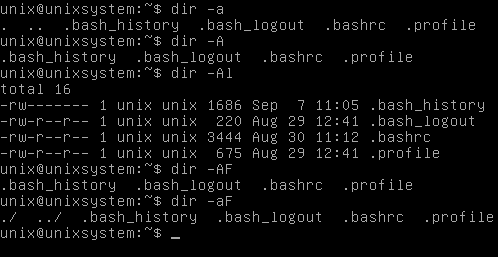 unix@unixsystem:~$ dir -a
.  ..  .bash_history  .bash_logout  .bashrc  .profile
unix@unixsystem:~$ dir -A
.bash_history  .bash_logout  .bashrc  .profile
unix@unixsystem:~$ dir -Al
total 16
-rw------- 1 unix unix 1686 Sep  7 11:05 .bash_history
-rw-r--r-- 1 unix unix  220 Aug 29 12:41 .bash_logout
-rw-r--r-- 1 unix unix 3444 Aug 30 11:12 .bashrc
-rw-r--r-- 1 unix unix  675 Aug 29 12:41 .profile
unix@unixsystem:~$ dir -AF
.bash_history  .bash_logout  .bashrc  .profile
unix@unixsystem:~$ dir -aF
./  ../  .bash_history  .bash_logout  .bashrc  .profile
unix@unixsystem:~$ _